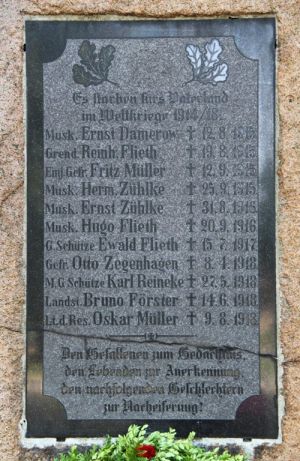 Es starben fürs Vaterland
im Weltkriege 1914/18:
Musk. Ernst Damerow † 12.8.1915.
Grend. Reinh. Flieth † 19.8.1915.
Einj.Gefr. Fritz Müller † 12.9.1915.
Musk. Herm. Zühlke † 25.9.1915.
Musk. Ernst Zühlke † 31.8.1916.
Musk. Hugo Flieth † 20.9.1916.
G.Schütze Ewald Flieth † 15.7.1917.
Gefr. Otto Zegenhagen † 8.4.1918.
M.G.Schütze Karl Reineke † 27.5.1918.
Landst. Bruno Förster † 14.6.1918.
Lt.d.Res. Oskar Müller † 9.8.1918.
Den Gefallenen zum Gedächtnis,
den Lebenden zur Anerkennung,
den nachfolgenden Geschlechtern
zur Nacheiferung!